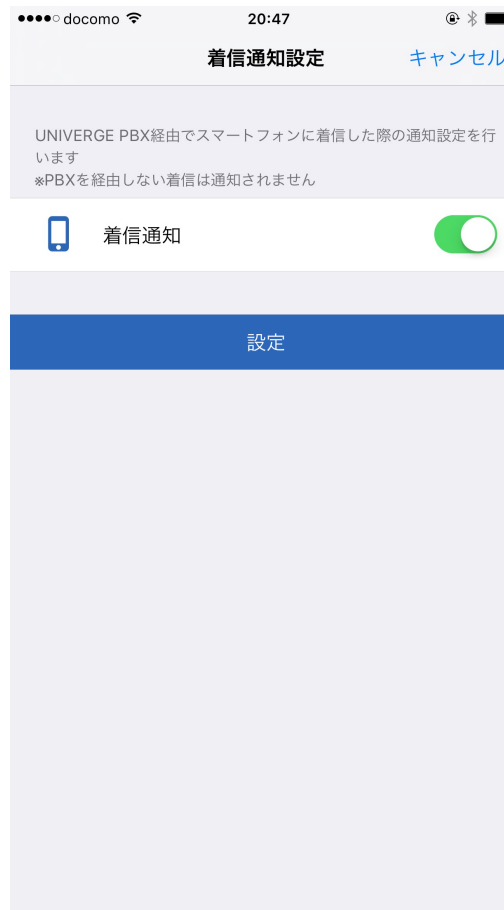 docomo 20:47
着信通知設定 キャンセル
UNIVERGE PBX経由でスマートフォンに着信した際の通知設定を行
います
※PBXを経由しない着信は通知されません
着信通知
設定